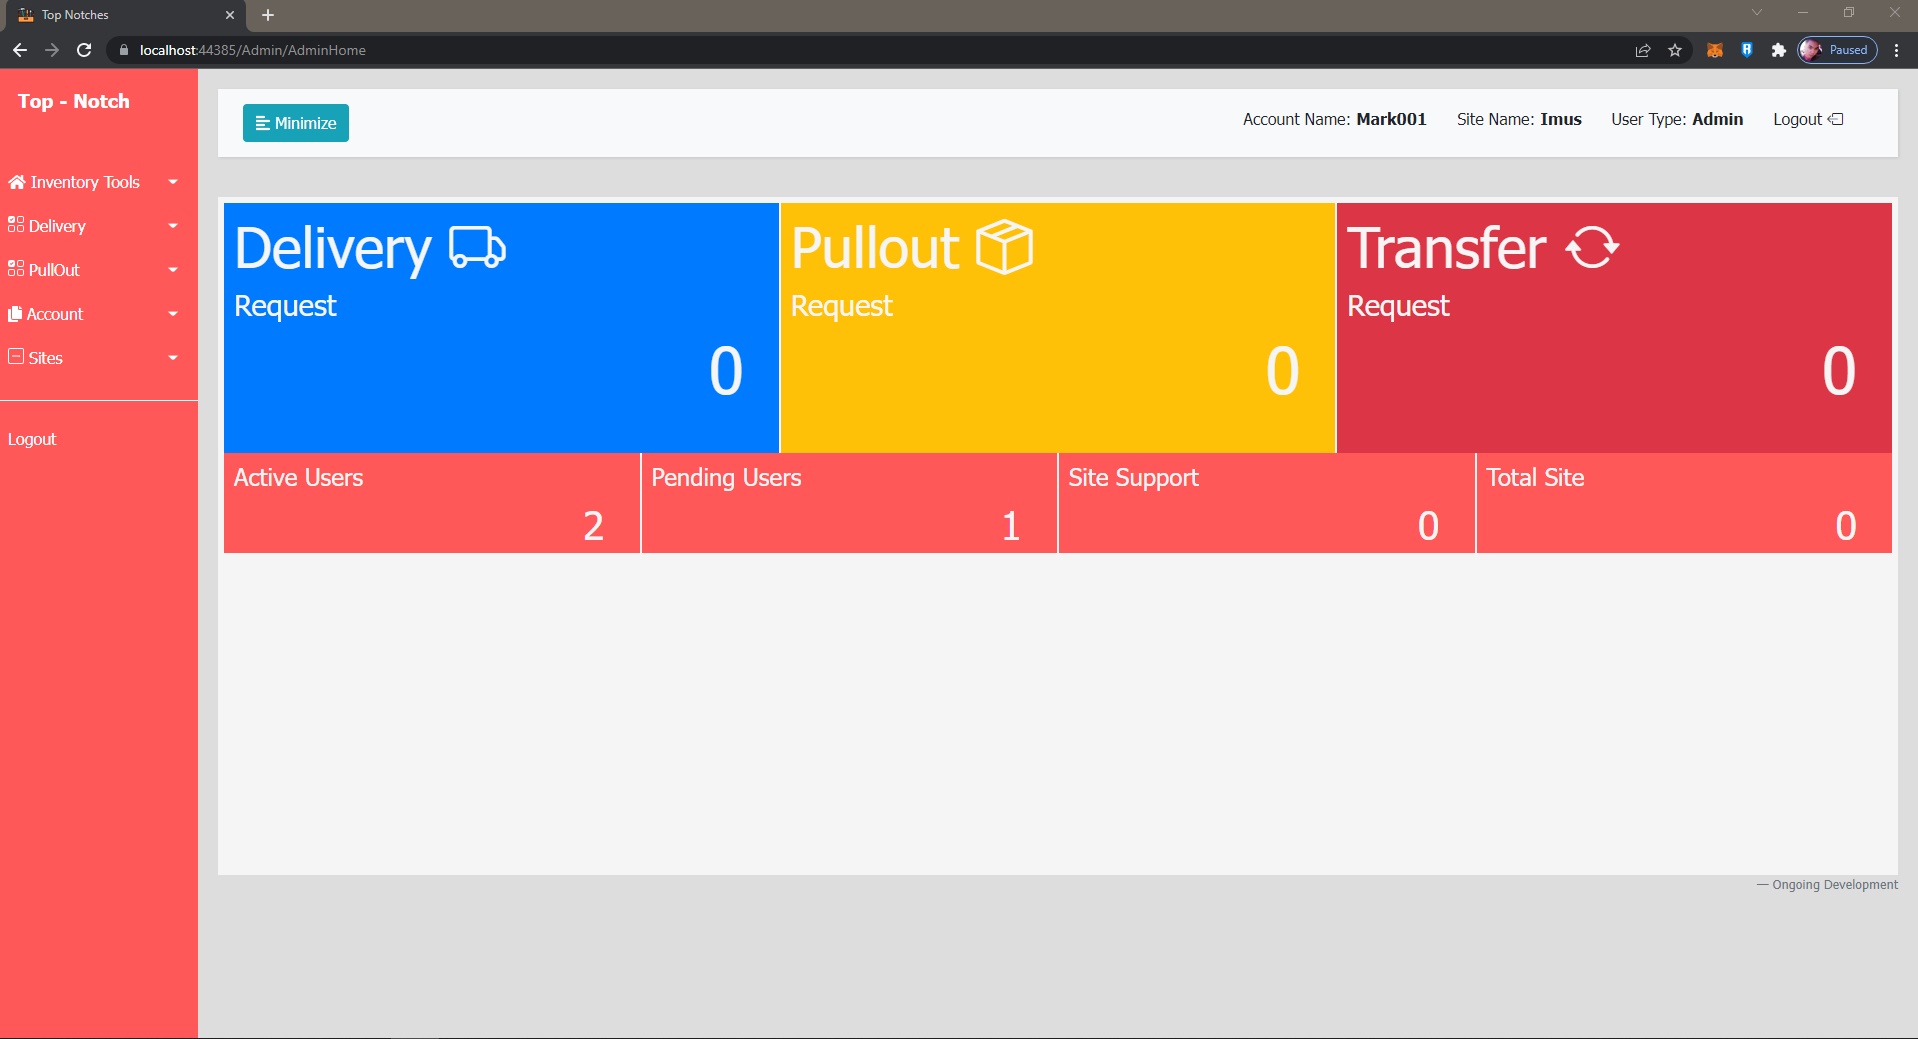 Top Notches
localhost:44385/Admin/AdminHome
Paused
Top - Notch
Inventory Tools
Delivery
PullOut
Account
Sites
Logout
Minimize
Account Name: Mark001 Site Name: Imus User Type: Admin Logout
Delivery
Request
0
Pullout
Request
0
Transfer
Request
0
Active Users
2
Pending Users
1
Site Support
0
Total Site
0
— Ongoing Development